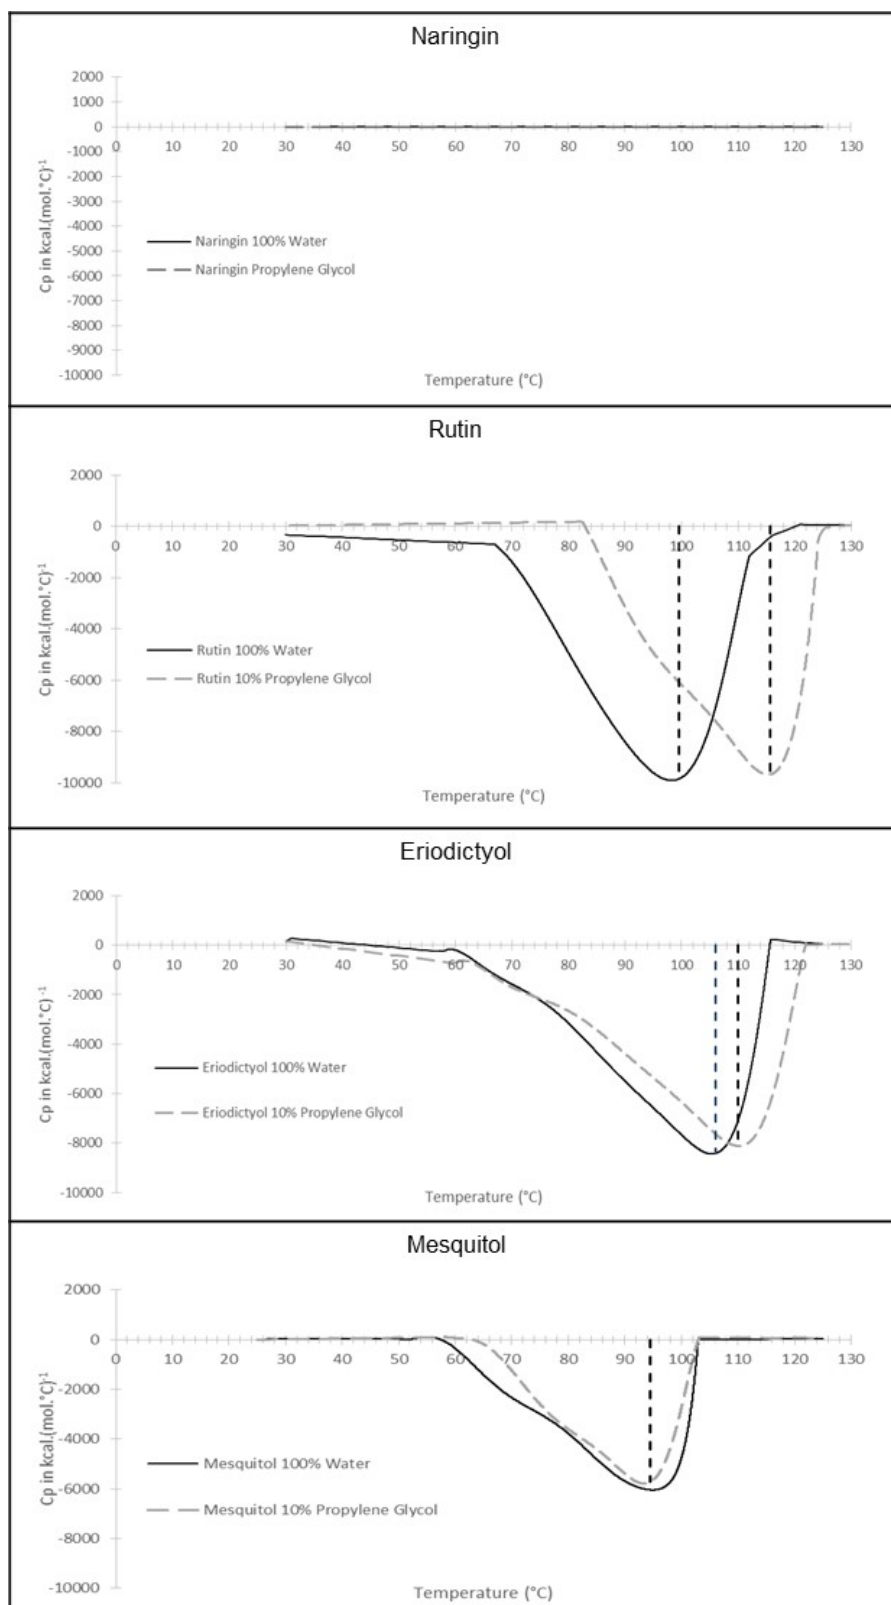 Naringin
2000
1000
0
0 10 20 30 40 50 60 70 80 90 100 110 120 130
-1000
-2000
-3000
-4000
-5000
-6000
-7000
-8000
-9000
-10000
Cp in kcal.(mol.°C)-1
Naringin 100% Water
Naringin Propylene Glycol
Temperature (°C)
Rutin
2000
0
0 10 20 30 40 50 60 70 80 90 100 110 120 130
-2000
-4000
-6000
-8000
-10000
Cp in kcal.(mol.°C)-1
Rutin 100% Water
Rutin 10% Propylene Glycol
Temperature (°C)
Eriodictyol
2000
0
0 10 20 30 40 50 60 70 80 90 100 110 120 130
-2000
-4000
-6000
-8000
-10000
Cp in kcal.(mol.°C) -1
Eriodictyol 100% Water
Eriodictyol 10% Propylene Glycol
Temperature (°C)
Mesquitol
2000
0
0 10 20 30 40 50 60 70 80 90 100 110 120 130
-2000
-4000
-6000
-8000
-10000
Cp in kcal.(mol.°C)-1
Mesquitol 100% Water
Mesquitol 10% Propylene Glycol
Temperature (°C)